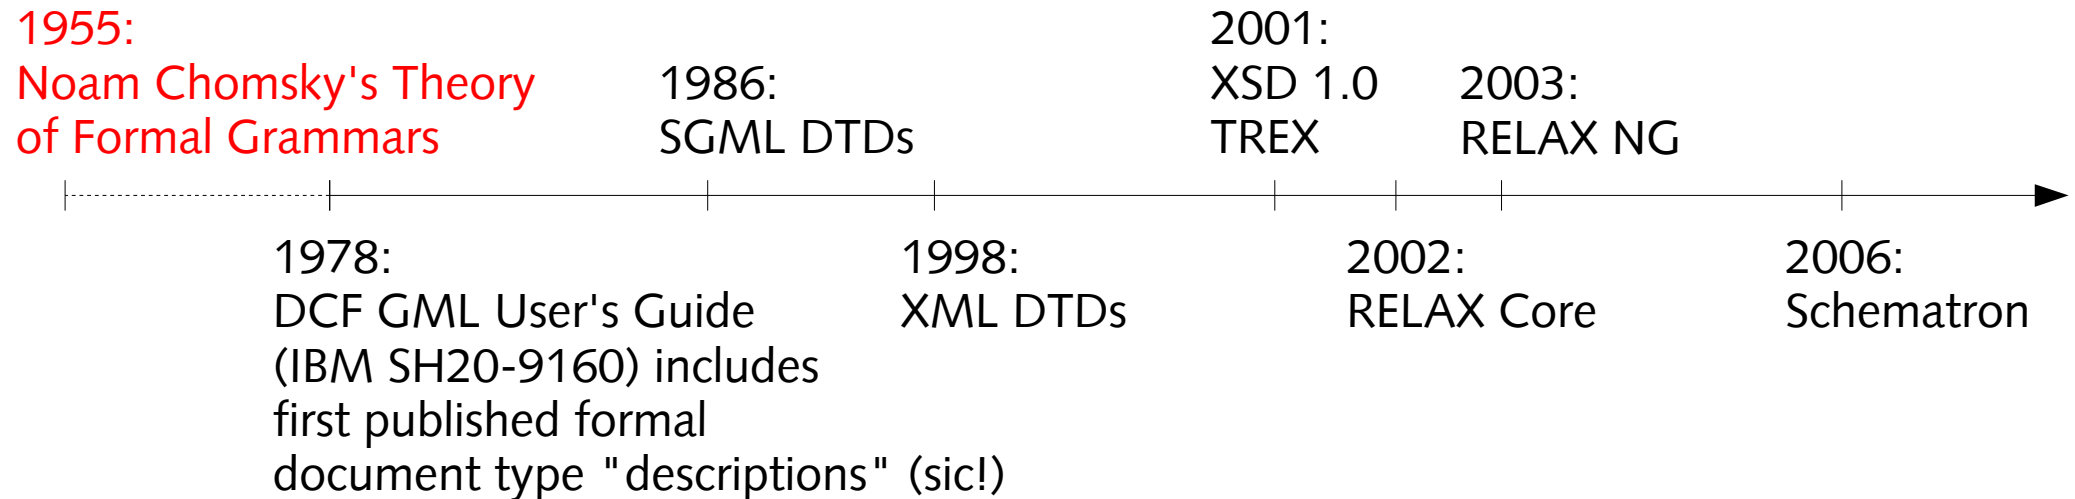 1955:
Noam Chomsky's Theory
of Formal Grammars
1978:
DCF GML User's Guide
(IBM SH20-9160) includes
first published formal
document type "descriptions" (sic!)
1986:
SGML DTDs
1998:
XML DTDs
2001:
XSD 1.0
TREX
2002:
RELAX Core
2003:
RELAX NG
2006:
Schematron